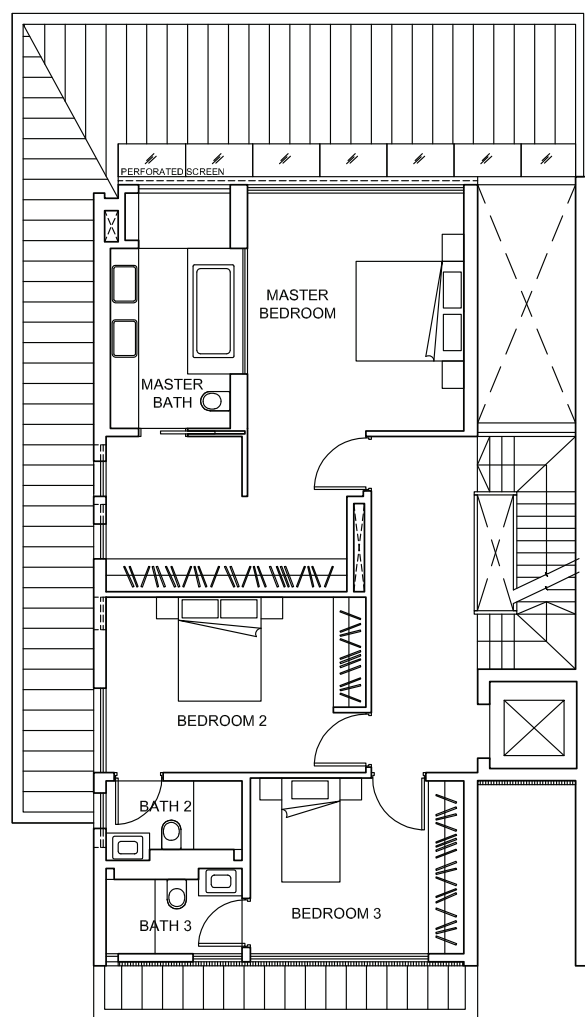 PERFORATED SCREEN
MASTER
BEDROOM
MASTER
BATH
BEDROOM 2
BATH 2
BEDROOM 3
BATH 3